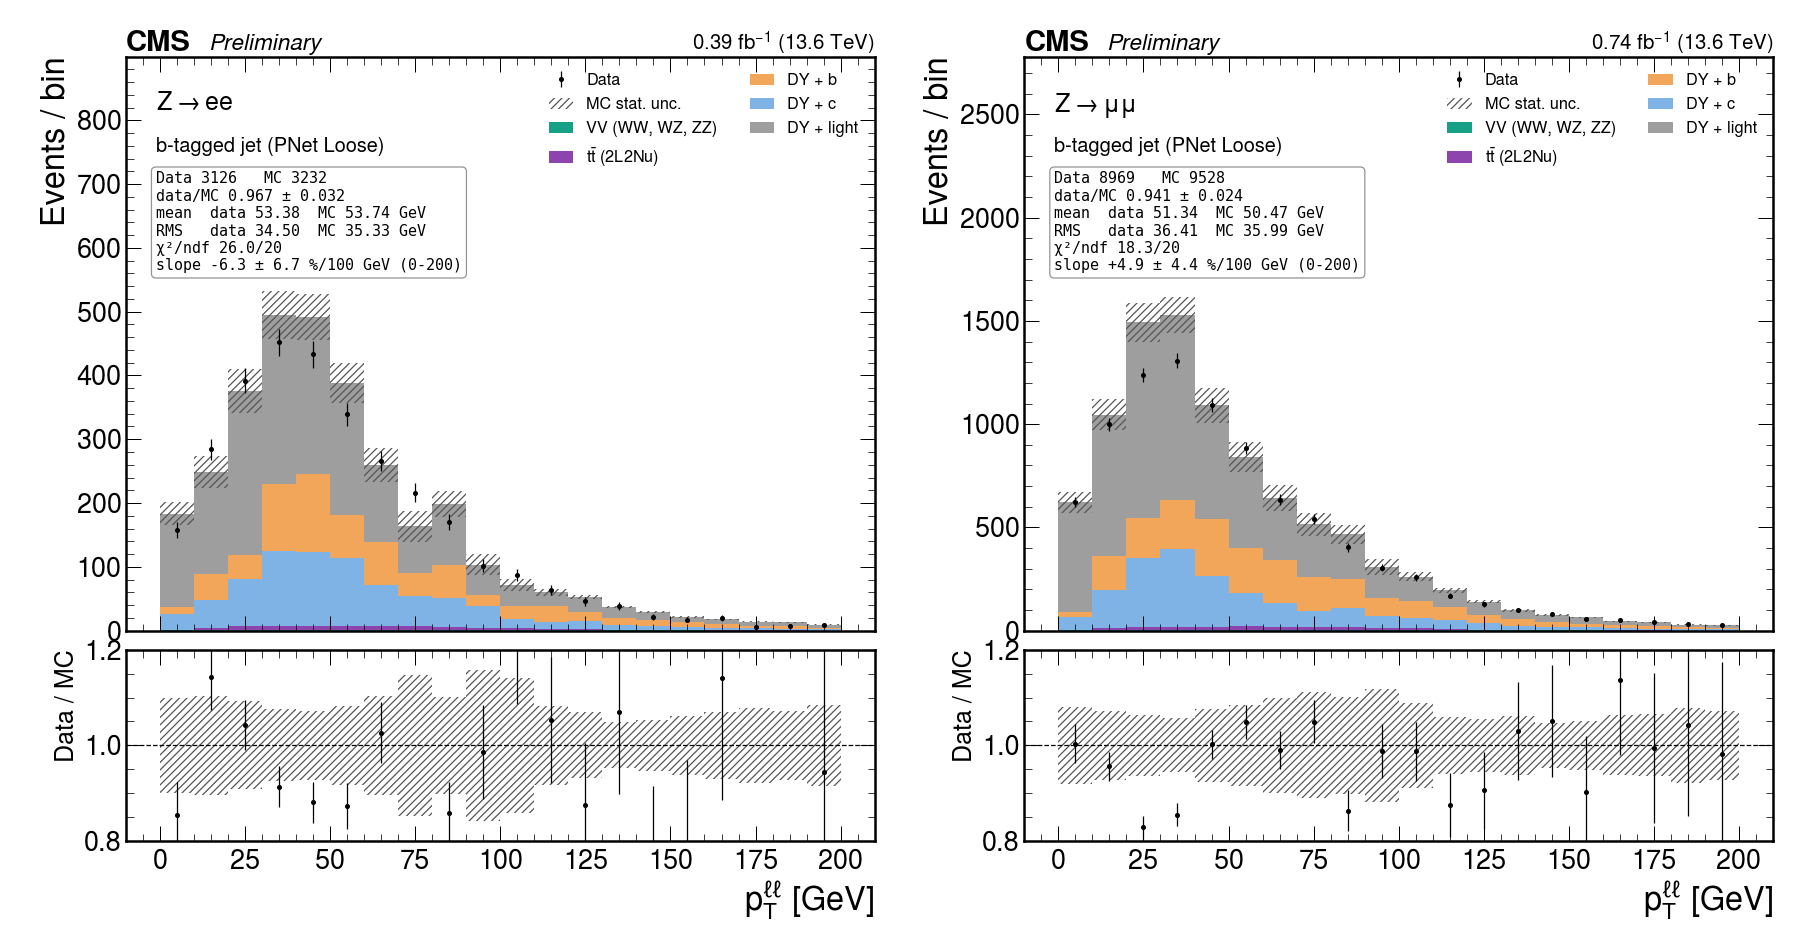 CMS Preliminary 0.39 fb⁻¹ (13.6 TeV)
Events / bin
Z → ee
b-tagged jet (PNet Loose)
Data 3126 MC 3232
data/MC 0.967 ± 0.032
mean data 53.38 MC 53.74 GeV
RMS data 34.50 MC 35.33 GeV
χ²/ndf 26.0/20
slope -6.3 ± 6.7 %/100 GeV (0-200)
Data
MC stat. unc.
VV (WW, WZ, ZZ)
tt̄ (2L2Nu)
DY + b
DY + c
DY + light
800
700
600
500
400
300
200
100
0
Data / MC
1.2
1.0
0.8
0 25 50 75 100 125 150 175 200
p_T^ℓℓ [GeV]
CMS Preliminary 0.74 fb⁻¹ (13.6 TeV)
Events / bin
Z → μμ
b-tagged jet (PNet Loose)
Data 8969 MC 9528
data/MC 0.941 ± 0.024
mean data 51.34 MC 50.47 GeV
RMS data 36.41 MC 35.99 GeV
χ²/ndf 18.3/20
slope +4.9 ± 4.4 %/100 GeV (0-200)
Data
MC stat. unc.
VV (WW, WZ, ZZ)
tt̄ (2L2Nu)
DY + b
DY + c
DY + light
2500
2000
1500
1000
500
0
Data / MC
1.2
1.0
0.8
0 25 50 75 100 125 150 175 200
p_T^ℓℓ [GeV]